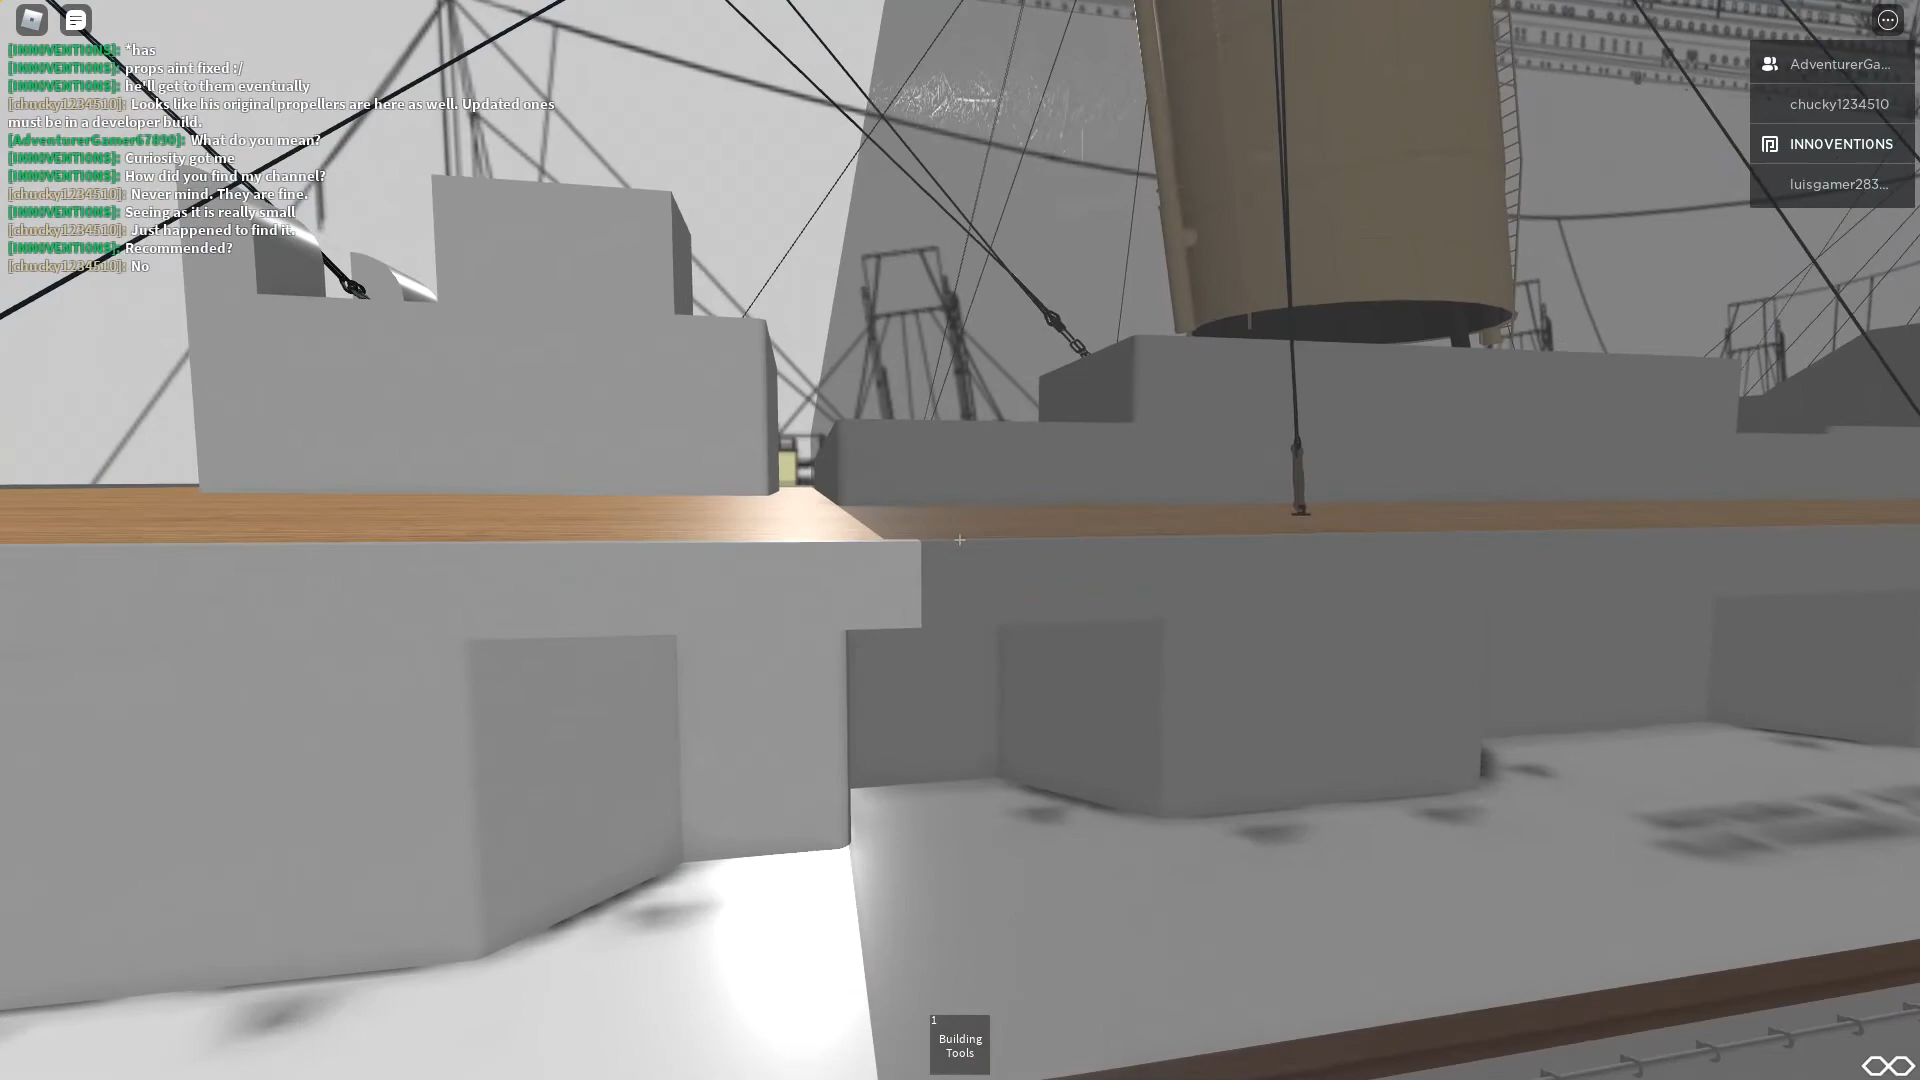 [INNOVENTIONS]: *has
[INNOVENTIONS]: props aint fixed :/
[INNOVENTIONS]: he'll get to them eventually
[chucky1234510]: Looks like his original propellers are here as well. Updated ones
must be in a developer build.
[AdventurerGamer67890]: What do you mean?
[INNOVENTIONS]: Curiosity got me
[INNOVENTIONS]: How did you find my channel?
[chucky1234510]: Never mind. They are fine.
[INNOVENTIONS]: Seeing as it is really small
[chucky1234510]: Just happened to find it.
[INNOVENTIONS]: Recommended?
[chucky1234510]: No
AdventurerGa...
chucky1234510
INNOVENTIONS
luisgamer283...
1
Building
Tools